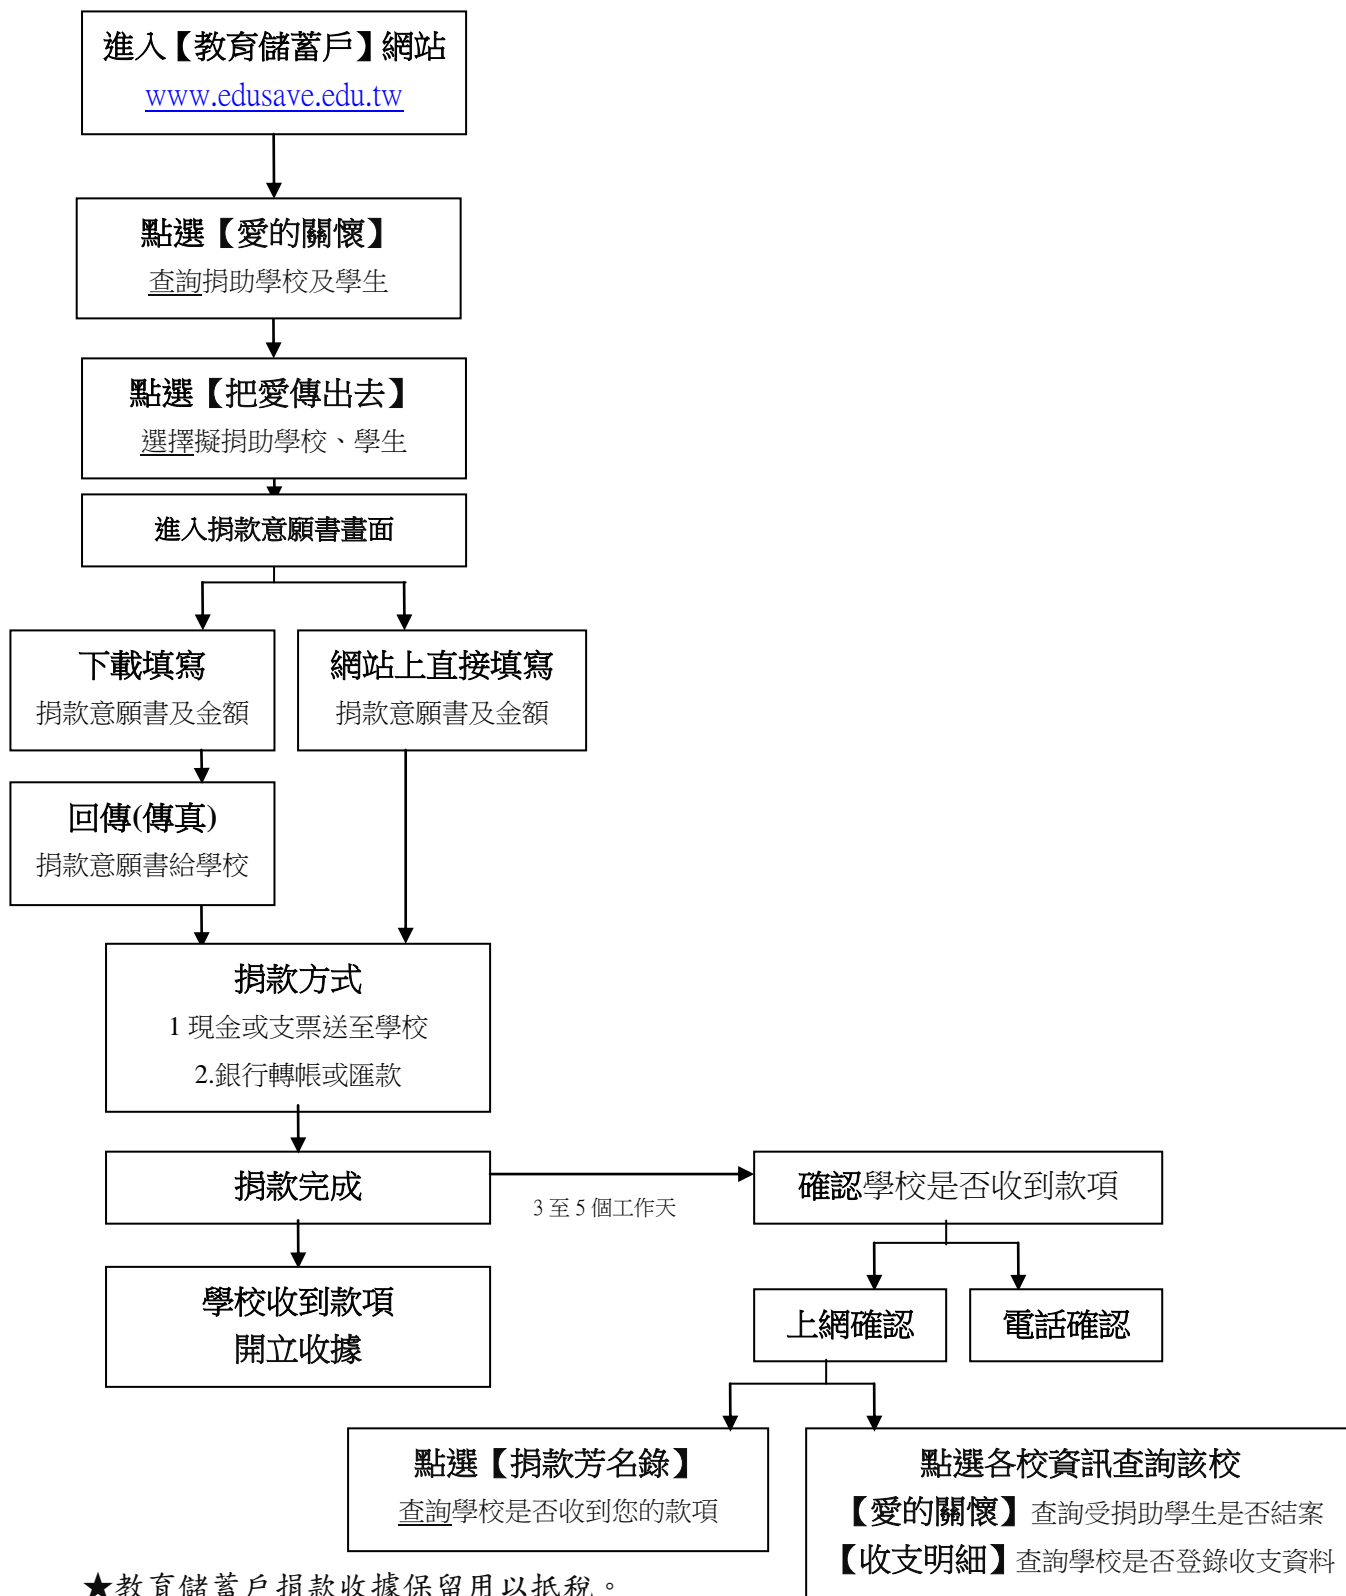 進入【教育儲蓄戶】網站
www.edusave.edu.tw
點選【愛的關懷】
查詢捐助學校及學生
點選【把愛傳出去】
選擇擬捐助學校、學生
進入捐款意願書畫面
下載填寫
捐款意願書及金額
網站上直接填寫
捐款意願書及金額
回傳(傳真)
捐款意願書給學校
捐款方式
1 現金或支票送至學校
2.銀行轉帳或匯款
捐款完成
3 至 5 個工作天
確認學校是否收到款項
學校收到款項
開立收據
上網確認
電話確認
點選【捐款芳名錄】
查詢學校是否收到您的款項
點選各校資訊查詢該校
【愛的關懷】查詢受捐助學生是否結案
【收支明細】查詢學校是否登錄收支資料
★教育儲蓄戶捐款收據保留用以抵稅。